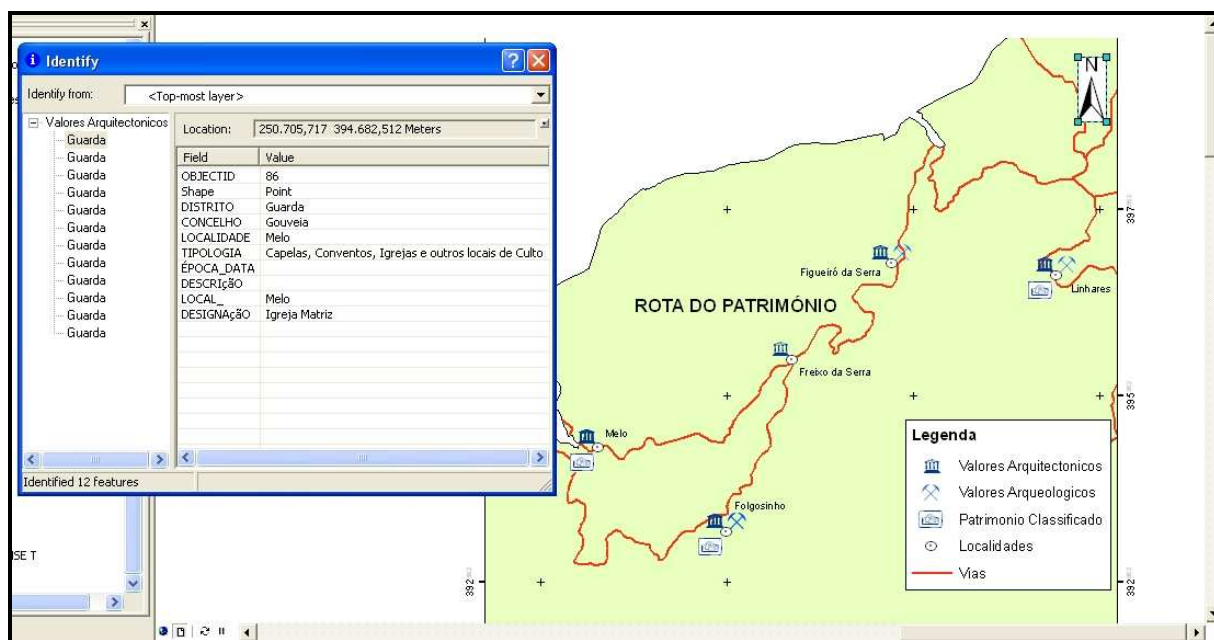 Identify
Identify from: <Top-most layer>
Valores Arquitectonicos
Guarda
Guarda
Guarda
Guarda
Guarda
Guarda
Guarda
Guarda
Guarda
Guarda
Guarda
Guarda
Location: 250.705,717 394.682,512 Meters
Field Value
OBJECTID 86
Shape Point
DISTRITO Guarda
CONCELHO Gouveia
LOCALIDADE Melo
TIPOLOGIA Capelas, Conventos, Igrejas e outros locais de Culto
ÉPOCA_DATA
DESCRIçãO
LOCAL_ Melo
DESIGNAçãO Igreja Matriz
Identified 12 features
N
397
Figueiró da Serra
Linhares
ROTA DO PATRIMÓNIO
Freixo da Serra
395
Melo
Folgosinho
392
392
Legenda
Valores Arquitectonicos
Valores Arqueologicos
Patrimonio Classificado
Localidades
Vias